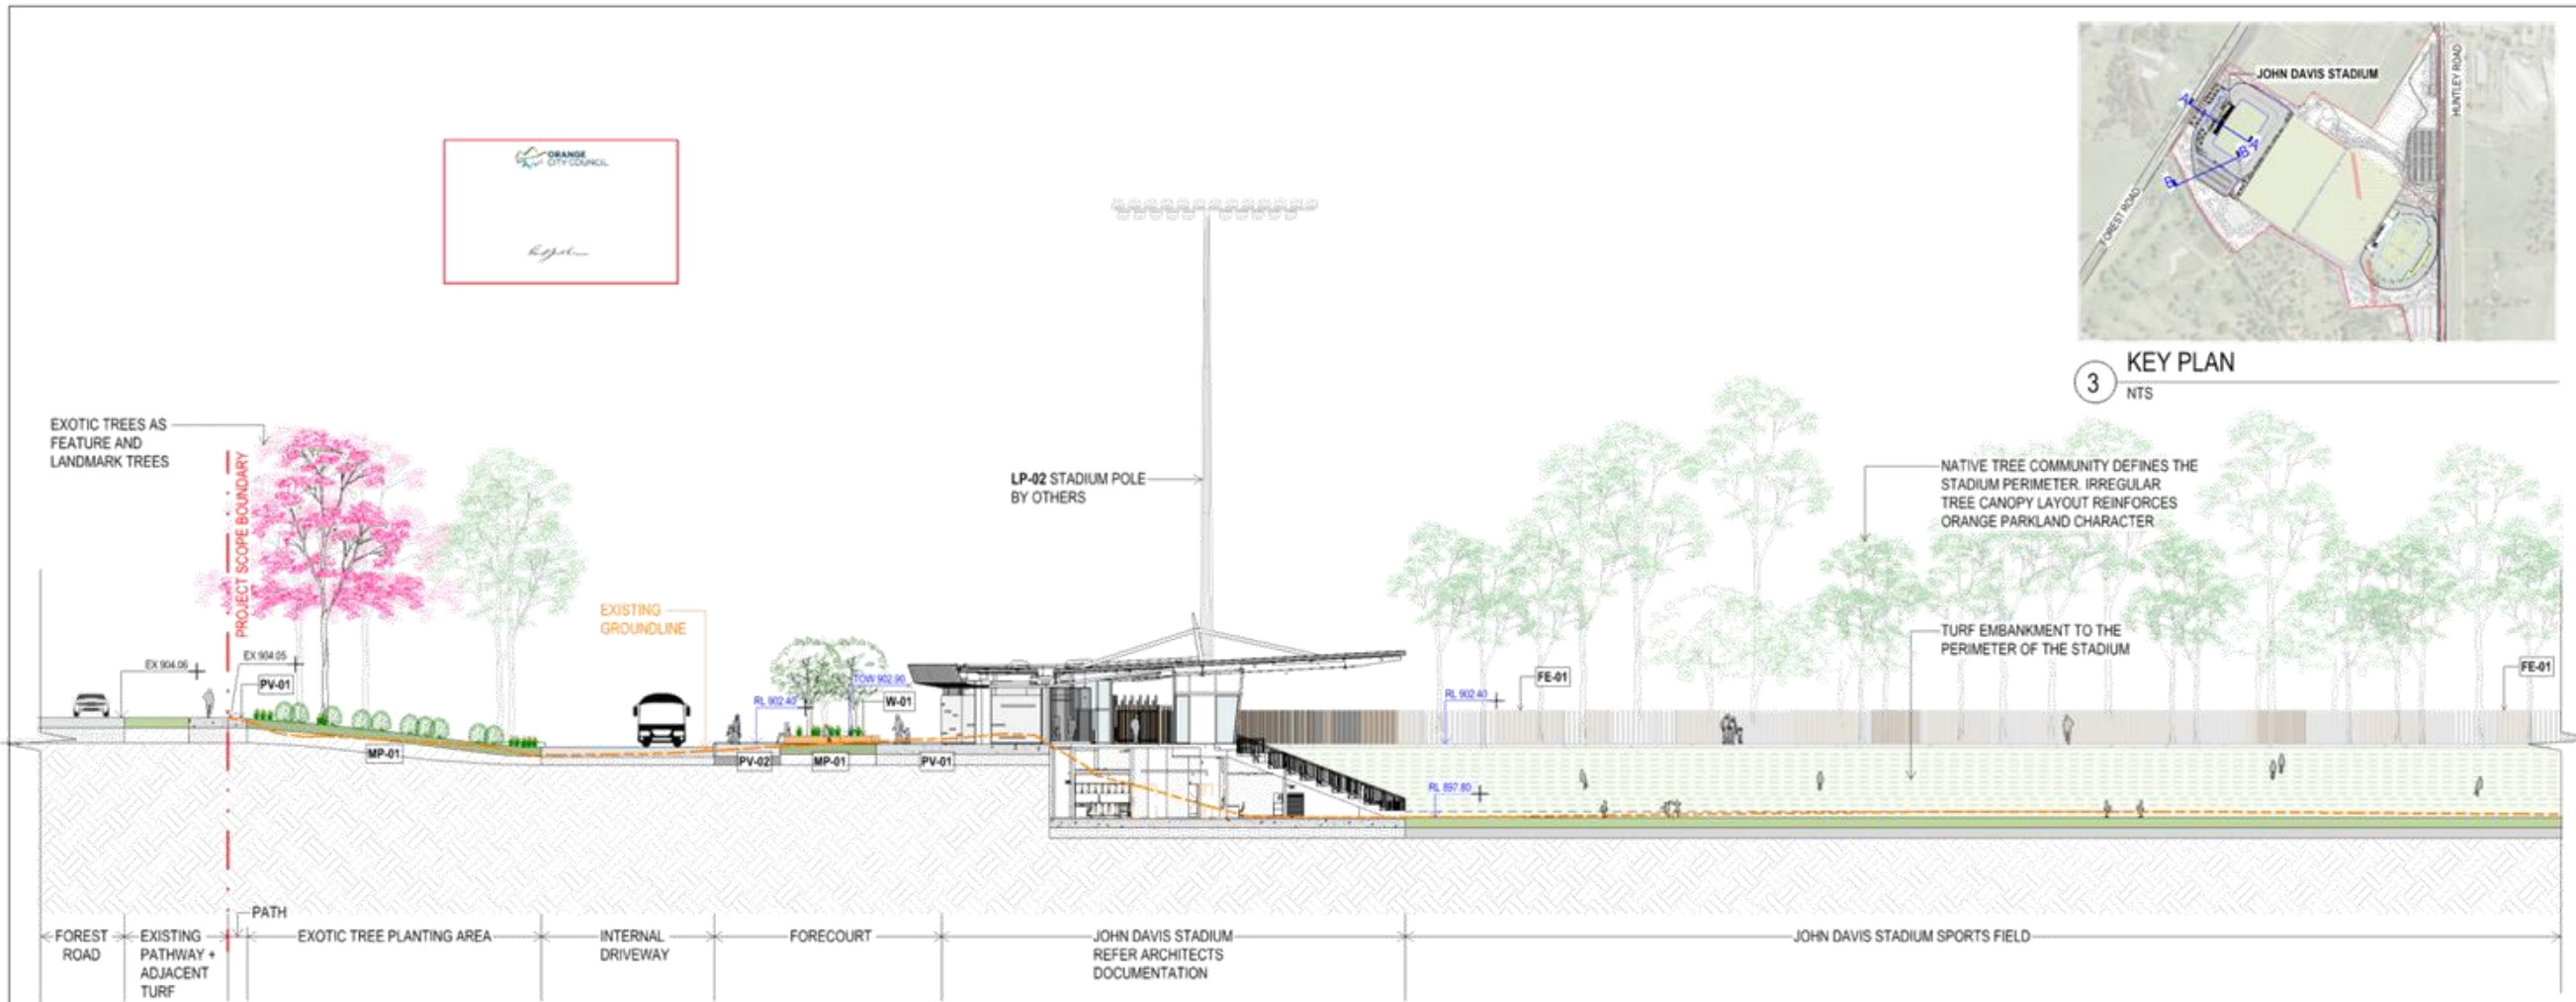 ORANGE
CITY COUNCIL
JOHN DAVIS STADIUM
HUNTLEY ROAD
FOREST ROAD
A
A
B
B
3
KEY PLAN
NTS
EXOTIC TREES AS
FEATURE AND
LANDMARK TREES
PROJECT SCOPE BOUNDARY
LP-02 STADIUM POLE
BY OTHERS
NATIVE TREE COMMUNITY DEFINES THE
STADIUM PERIMETER. IRREGULAR
TREE CANOPY LAYOUT REINFORCES
ORANGE PARKLAND CHARACTER
EXISTING
GROUNDLINE
TURF EMBANKMENT TO THE
PERIMETER OF THE STADIUM
EX 904.06
EX 904.05
PV-01
TOW 902.90
RL 902.40
W-01
RL 902.40
FE-01
FE-01
MP-01
PV-02
MP-01
PV-01
RL 897.80
PATH
FOREST
ROAD
EXISTING
PATHWAY +
ADJACENT
TURF
EXOTIC TREE PLANTING AREA
INTERNAL
DRIVEWAY
FORECOURT
JOHN DAVIS STADIUM
REFER ARCHITECTS
DOCUMENTATION
JOHN DAVIS STADIUM SPORTS FIELD